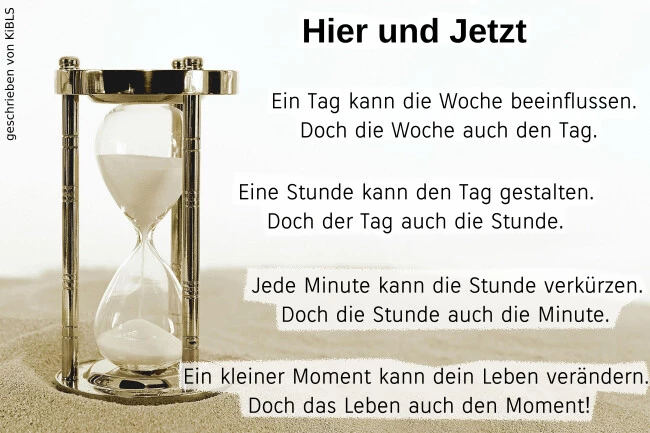 geschrieben von KiBLS
Hier und Jetzt
Ein Tag kann die Woche beeinflussen.
Doch die Woche auch den Tag.
Eine Stunde kann den Tag gestalten.
Doch der Tag auch die Stunde.
Jede Minute kann die Stunde verkürzen.
Doch die Stunde auch die Minute.
Ein kleiner Moment kann dein Leben verändern.
Doch das Leben auch den Moment!